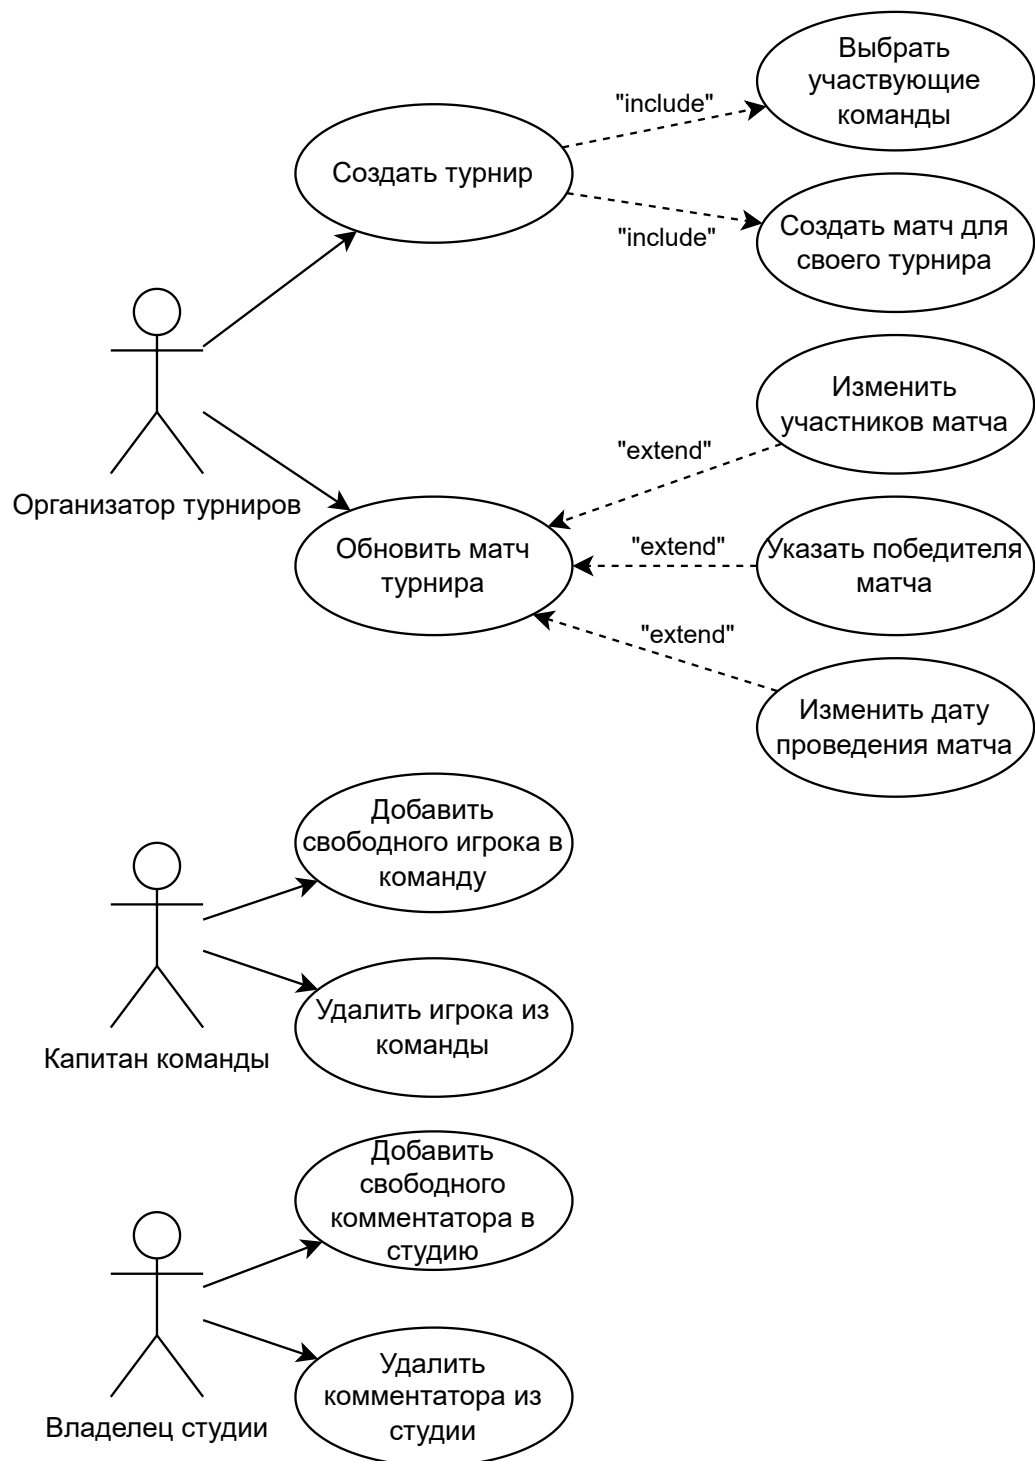 Выбрать
участвующие
команды
"include"
Создать турнир
"include"
Создать матч для
своего турнира
Изменить
участников матча
"extend"
Организатор турниров
Обновить матч
турнира
"extend"
Указать победителя
матча
"extend"
Изменить дату
проведения матча
Добавить
свободного игрока в
команду
Удалить игрока из
команды
Капитан команды
Добавить
свободного
комментатора в
студию
Удалить
комментатора из
студии
Владелец студии